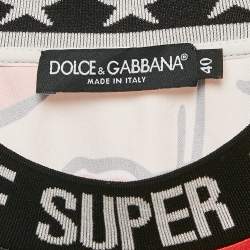 DOLCE & GABBANA
MADE IN ITALY
40
SUPER